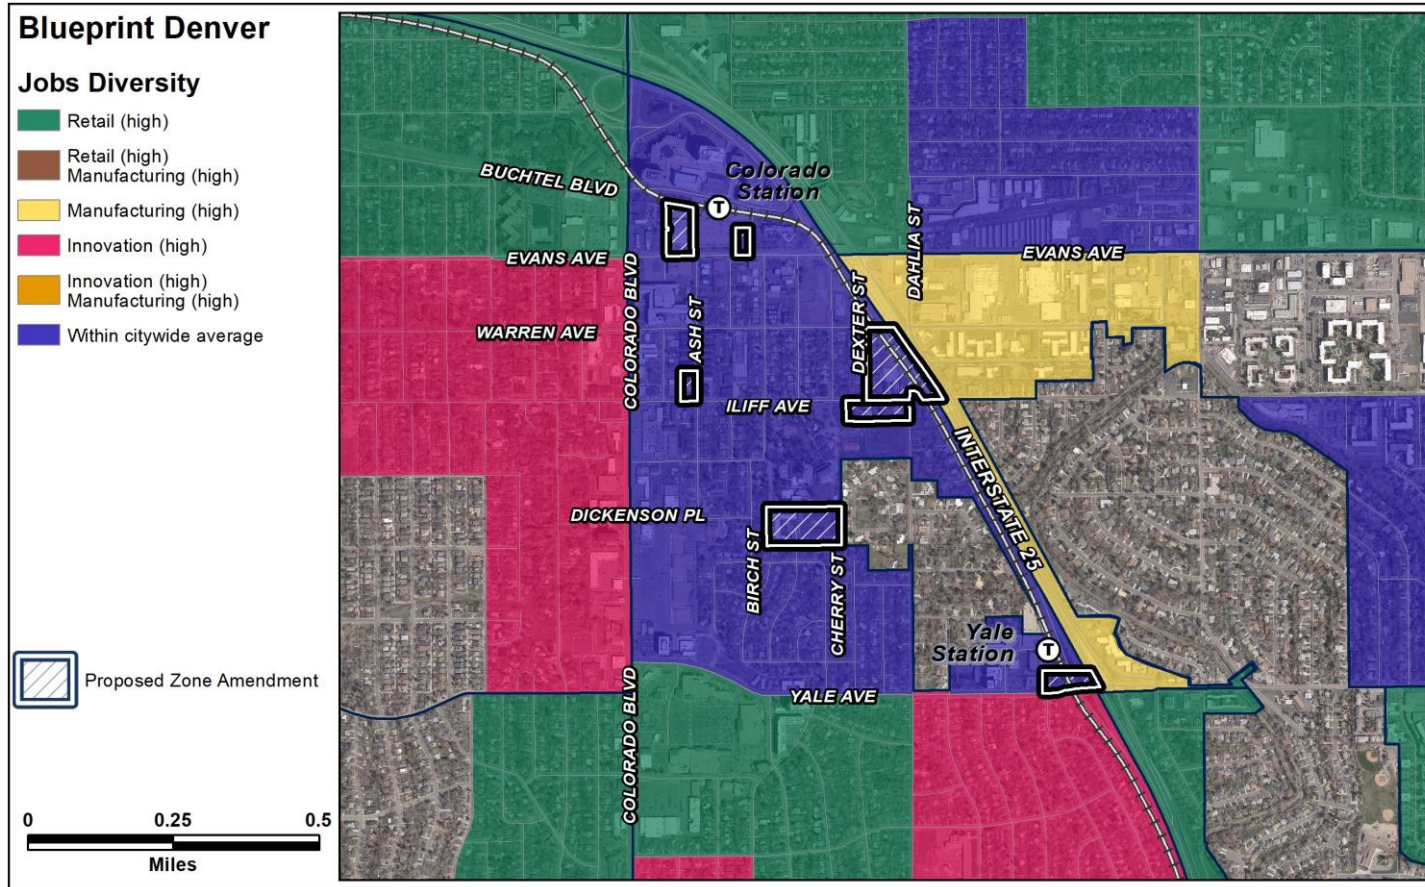 Blueprint Denver
Jobs Diversity
Retail (high)
Retail (high)
Manufacturing (high)
Manufacturing (high)
Innovation (high)
Innovation (high)
Manufacturing (high)
Within citywide average
Proposed Zone Amendment
0 0.25 0.5
Miles
BUCHTEL BLVD
Colorado
Station
T
EVANS AVE
EVANS AVE
DAHLIA ST
COLORADO BLVD
WARREN AVE
ASH ST
DEXTER ST
ILIFF AVE
INTERSTATE 25
DICKENSON PL
BIRCH ST
CHERRY ST
Yale
Station
T
YALE AVE
COLORADO BLVD